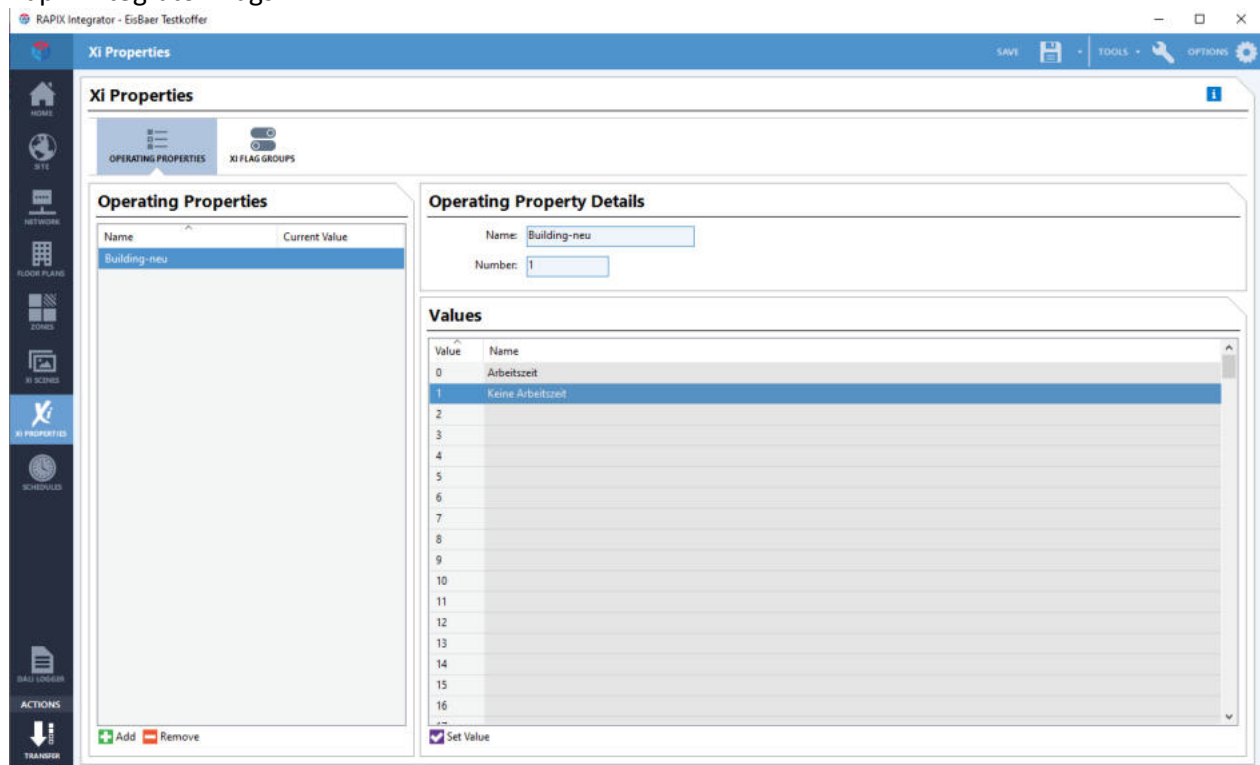 RAPIX Integrator - EisBaer Testkoffer
Xi Properties
SAVE
TOOLS
OPTIONS
HOME
SITE
NETWORK
FLOOR PLANS
ZONES
XI SCENES
Xi
XI PROPERTIES
SCHEDULES
DALI LOGGER
ACTIONS
TRANSFER
Xi Properties
i
OPERATING PROPERTIES
XI FLAG GROUPS
Operating Properties
Name Current Value
Building-neu
Add Remove
Operating Property Details
Name: Building-neu
Number: 1
Values
Value Name
0 Arbeitszeit
1 Keine Arbeitszeit
2
3
4
5
6
7
8
9
10
11
12
13
14
15
16
Set Value